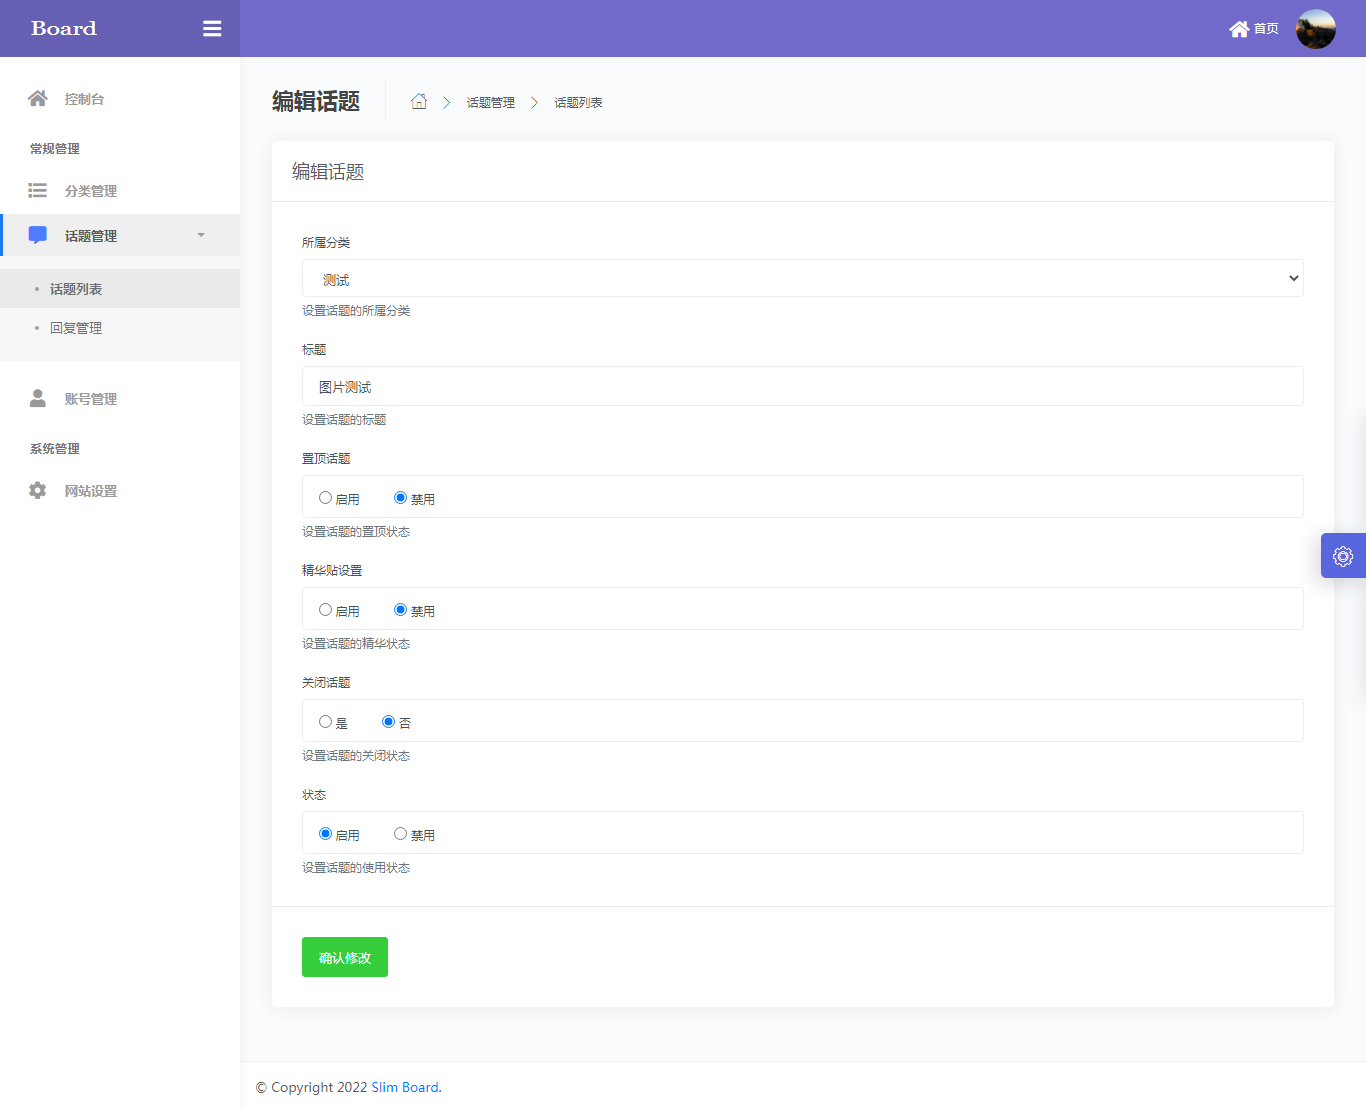 Board
首页
控制台
常规管理
分类管理
话题管理
话题列表
回复管理
账号管理
系统管理
网站设置
编辑话题
话题管理
话题列表
编辑话题
所属分类
测试
设置话题的所属分类
标题
图片测试
设置话题的标题
置顶话题
启用 禁用
设置话题的置顶状态
精华贴设置
启用 禁用
设置话题的精华状态
关闭话题
是 否
设置话题的关闭状态
状态
启用 禁用
设置话题的使用状态
确认修改
© Copyright 2022 Slim Board.